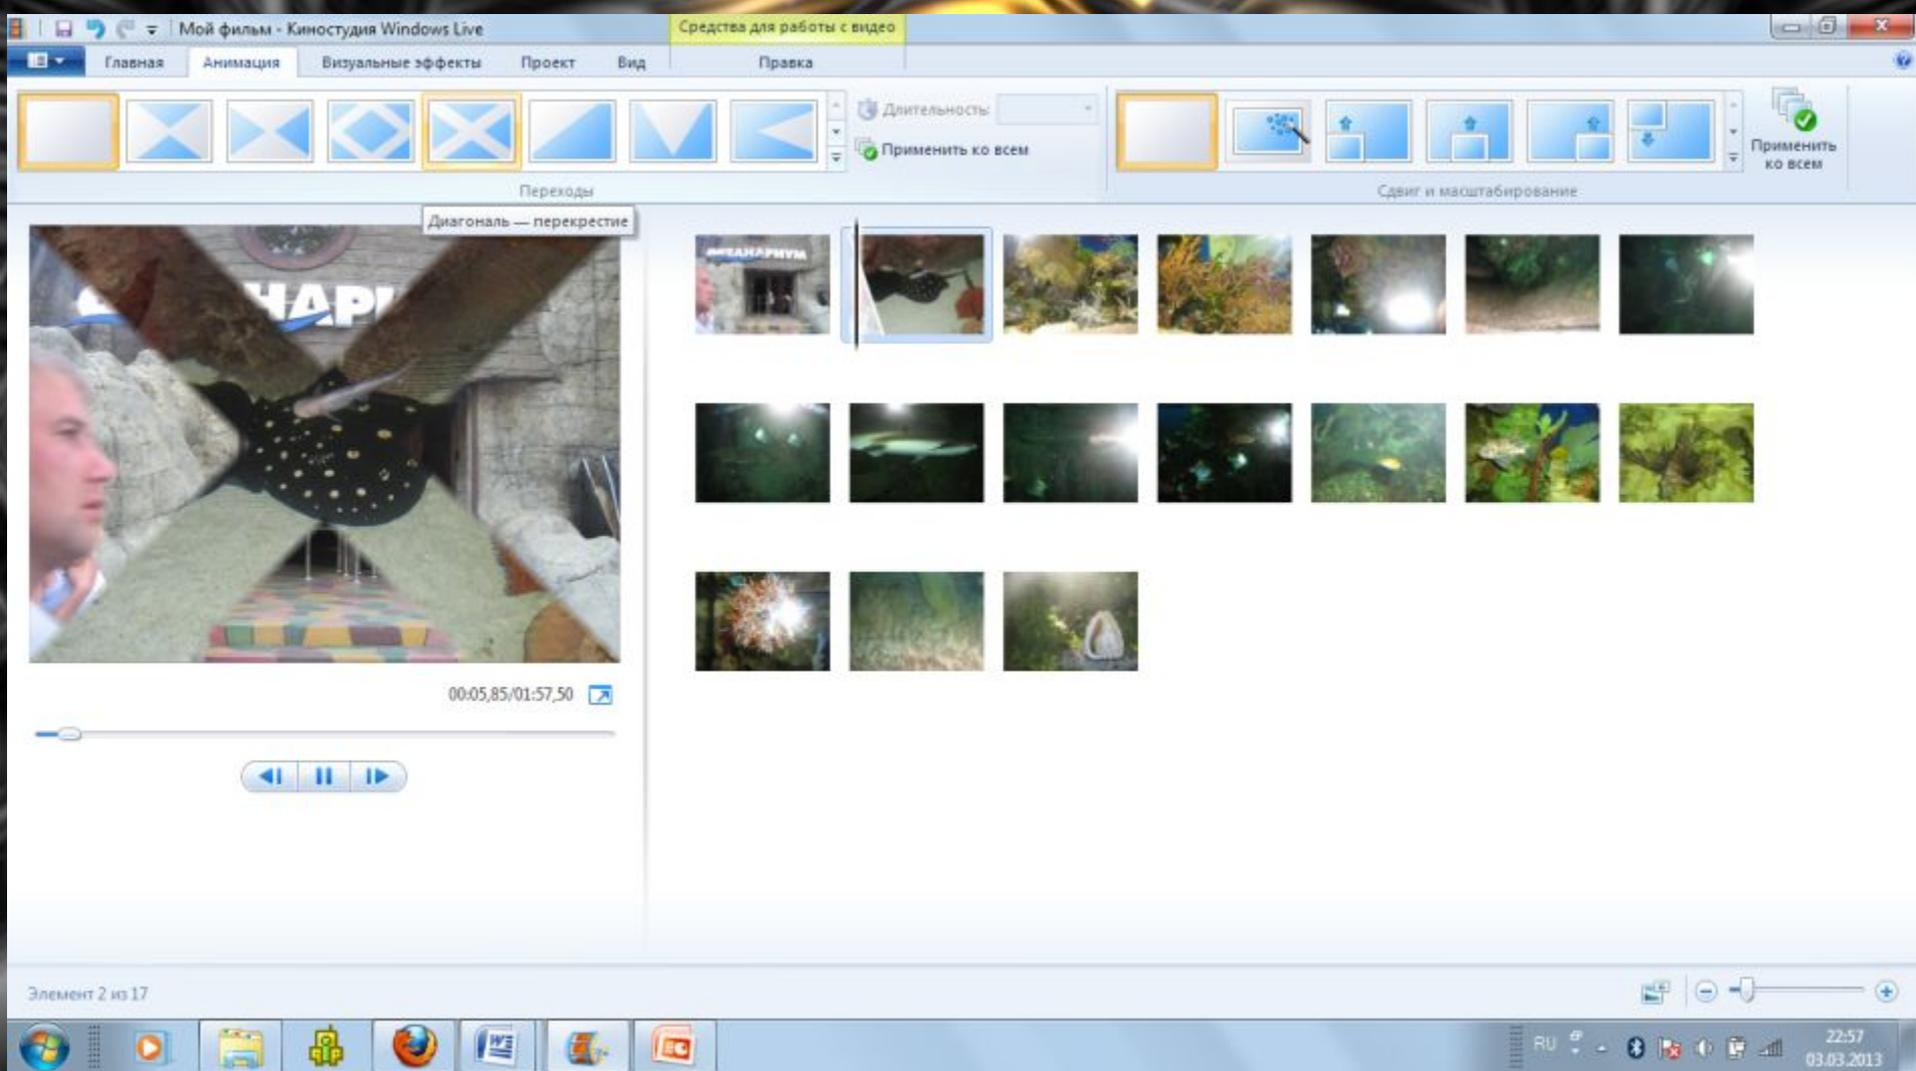 Мой фильм - Киностудия Windows Live
Средства для работы с видео
Главная
Анимация
Визуальные эффекты
Проект
Вид
Правка
Длительность:
Применить ко всем
Применить
ко всем
Переходы
Сдвиг и масштабирование
Диагональ — перекрестие
ОКЕАНАРИУМ
НАРИ
00:05,85/01:57,50
Элемент 2 из 17
RU
22:57
03.03.2013